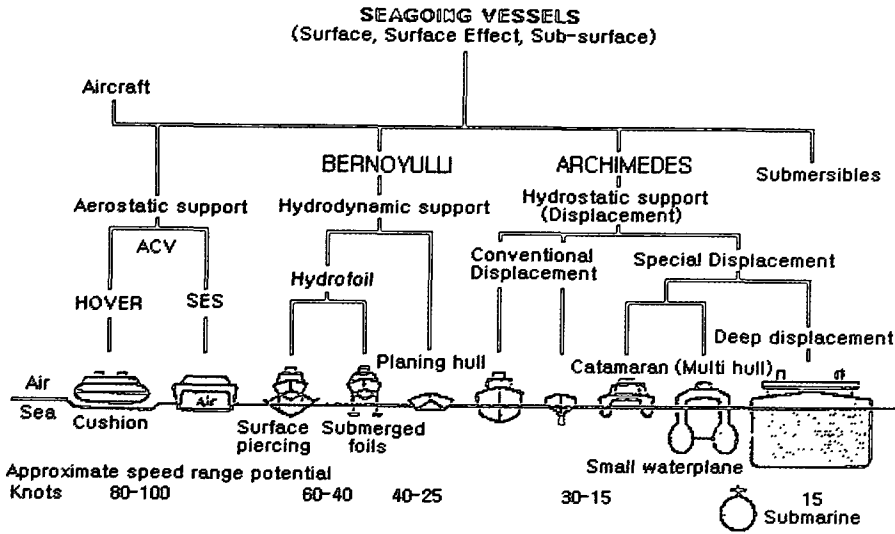 SEAGOING VESSELS
(Surface, Surface Effect, Sub-surface)
Aircraft
BERNOYULLI
ARCHIMEDES
Submersibles
Aerostatic support
Hydrodynamic support
Hydrostatic support
(Displacement)
ACV
Conventional
Displacement
Special Displacement
Hydrofoil
HOVER
SES
Deep displacement
Planing hull
Catamaran (Multi hull)
Air
Sea
Air
Cushion
Surface
piercing
Submerged
foils
Small waterplane
Approximate speed range potential
Knots 80-100 60-40 40-25 30-15 15
Submarine